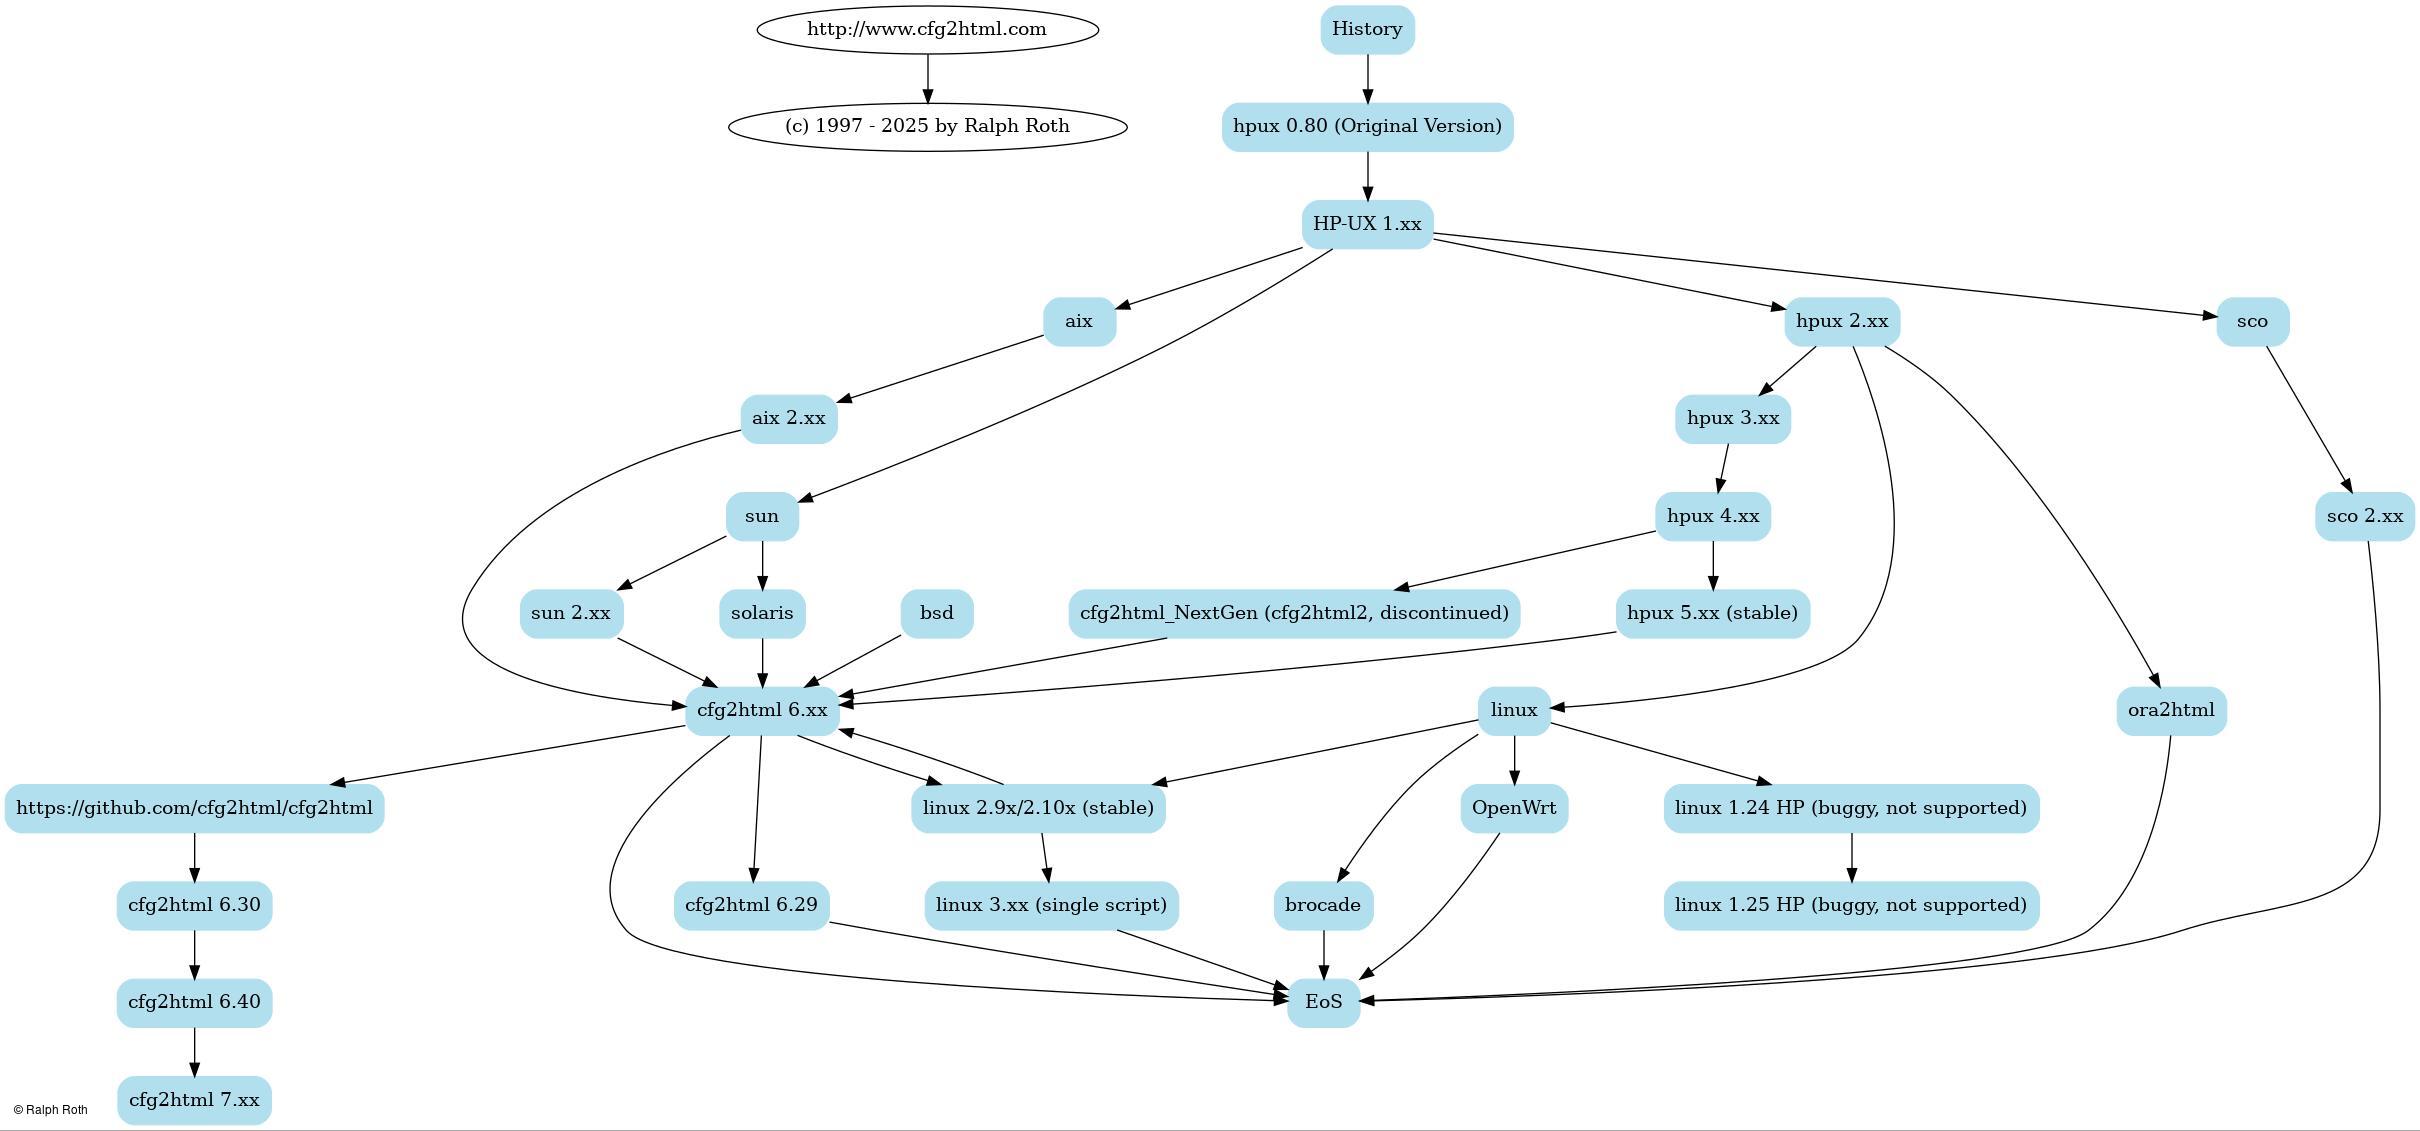 http://www.cfg2html.com
History
(c) 1997 - 2025 by Ralph Roth
hpux 0.80 (Original Version)
HP-UX 1.xx
aix
hpux 2.xx
sco
aix 2.xx
hpux 3.xx
sun
hpux 4.xx
sco 2.xx
sun 2.xx
solaris
bsd
cfg2html_NextGen (cfg2html2, discontinued)
hpux 5.xx (stable)
cfg2html 6.xx
linux
ora2html
https://github.com/cfg2html/cfg2html
linux 2.9x/2.10x (stable)
OpenWrt
linux 1.24 HP (buggy, not supported)
cfg2html 6.30
cfg2html 6.29
linux 3.xx (single script)
brocade
linux 1.25 HP (buggy, not supported)
cfg2html 6.40
EoS
cfg2html 7.xx
© Ralph Roth